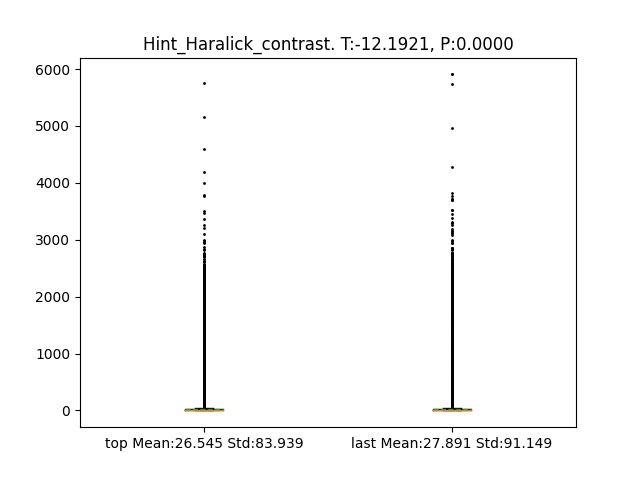 Hint_Haralick_contrast. T:-12.1921, P:0.0000
6000
5000
4000
3000
2000
1000
0
top Mean:26.545 Std:83.939
last Mean:27.891 Std:91.149